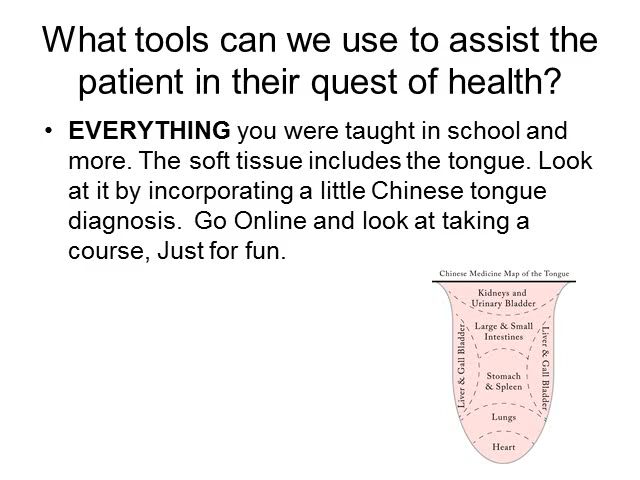 What tools can we use to assist the
patient in their quest of health?
• EVERYTHING you were taught in school and
more. The soft tissue includes the tongue. Look
at it by incorporating a little Chinese tongue
diagnosis.  Go Online and look at taking a
course, Just for fun.
Chinese Medicine Map of the Tongue
Kidneys and
Urinary Bladder
Large & Small
Intestines
Liver & Gall Bladder
Liver & Gall Bladder
Stomach
& Spleen
Lungs
Heart